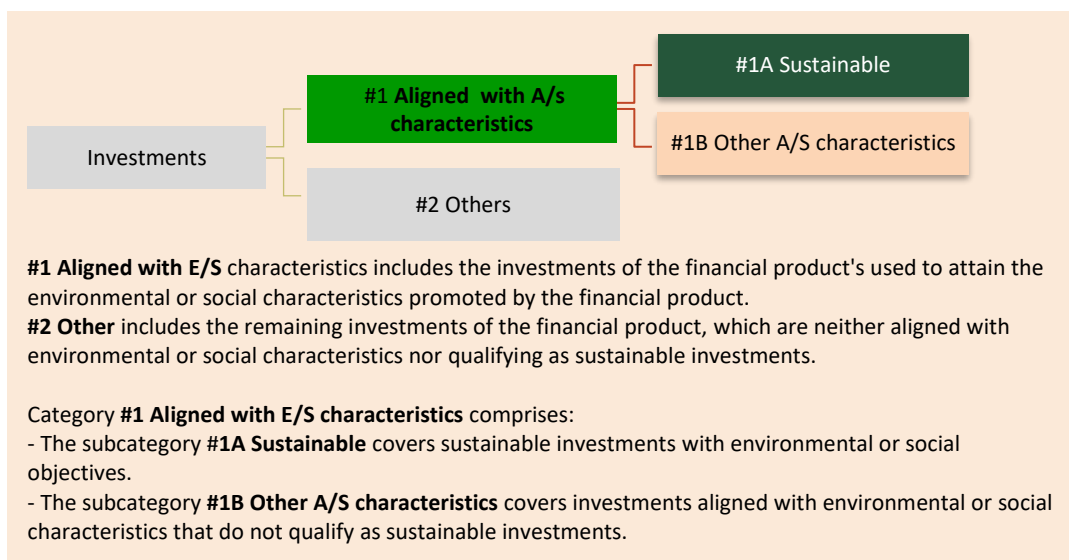 #1A Sustainable
#1 Aligned with A/s
characteristics
#1B Other A/S characteristics
Investments
#2 Others
#1 Aligned with E/S characteristics includes the investments of the financial product's used to attain the
environmental or social characteristics promoted by the financial product.
#2 Other includes the remaining investments of the financial product, which are neither aligned with
environmental or social characteristics nor qualifying as sustainable investments.
Category #1 Aligned with E/S characteristics comprises:
- The subcategory #1A Sustainable covers sustainable investments with environmental or social
objectives.
- The subcategory #1B Other A/S characteristics covers investments aligned with environmental or social
characteristics that do not qualify as sustainable investments.